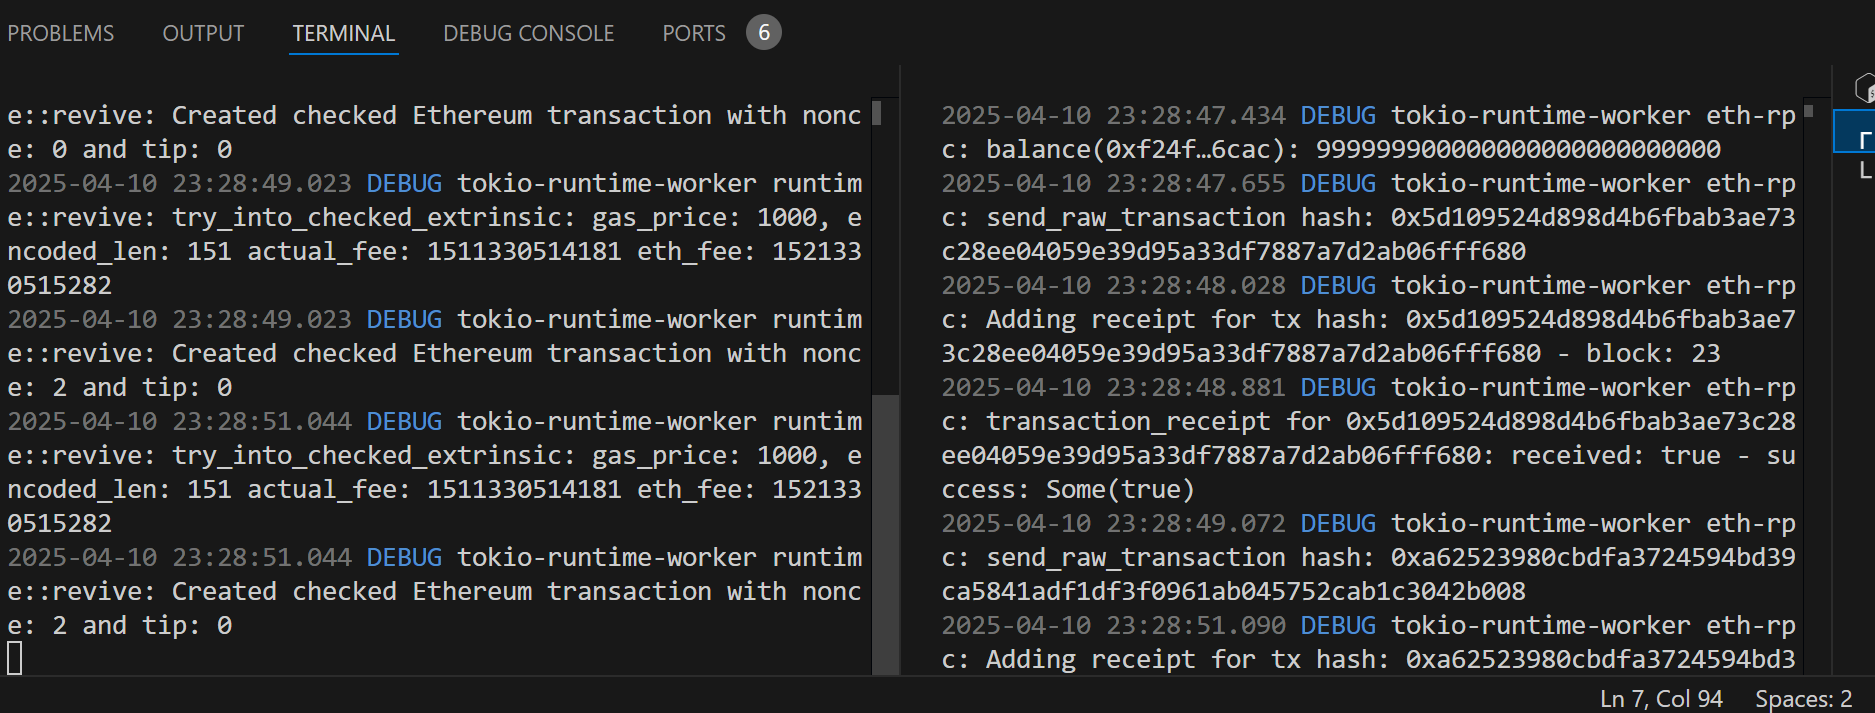 PROBLEMS OUTPUT TERMINAL DEBUG CONSOLE PORTS 6
e::revive: Created checked Ethereum transaction with nonc
e: 0 and tip: 0
2025-04-10 23:28:49.023 DEBUG tokio-runtime-worker runtim
e::revive: try_into_checked_extrinsic: gas_price: 1000, e
ncoded_len: 151 actual_fee: 1511330514181 eth_fee: 152133
0515282
2025-04-10 23:28:49.023 DEBUG tokio-runtime-worker runtim
e::revive: Created checked Ethereum transaction with nonc
e: 2 and tip: 0
2025-04-10 23:28:51.044 DEBUG tokio-runtime-worker runtim
e::revive: try_into_checked_extrinsic: gas_price: 1000, e
ncoded_len: 151 actual_fee: 1511330514181 eth_fee: 152133
0515282
2025-04-10 23:28:51.044 DEBUG tokio-runtime-worker runtim
e::revive: Created checked Ethereum transaction with nonc
e: 2 and tip: 0
2025-04-10 23:28:47.434 DEBUG tokio-runtime-worker eth-rp
c: balance(0xf24f…6cac): 999999900000000000000000000
2025-04-10 23:28:47.655 DEBUG tokio-runtime-worker eth-rp
c: send_raw_transaction hash: 0x5d109524d898d4b6fbab3ae73
c28ee04059e39d95a33df7887a7d2ab06fff680
2025-04-10 23:28:48.028 DEBUG tokio-runtime-worker eth-rp
c: Adding receipt for tx hash: 0x5d109524d898d4b6fbab3ae7
3c28ee04059e39d95a33df7887a7d2ab06fff680 - block: 23
2025-04-10 23:28:48.881 DEBUG tokio-runtime-worker eth-rp
c: transaction_receipt for 0x5d109524d898d4b6fbab3ae73c28
ee04059e39d95a33df7887a7d2ab06fff680: received: true - su
ccess: Some(true)
2025-04-10 23:28:49.072 DEBUG tokio-runtime-worker eth-rp
c: send_raw_transaction hash: 0xa62523980cbdfa3724594bd39
ca5841adf1df3f0961ab045752cab1c3042b008
2025-04-10 23:28:51.090 DEBUG tokio-runtime-worker eth-rp
c: Adding receipt for tx hash: 0xa62523980cbdfa3724594bd3
Ln 7, Col 94 Spaces: 2